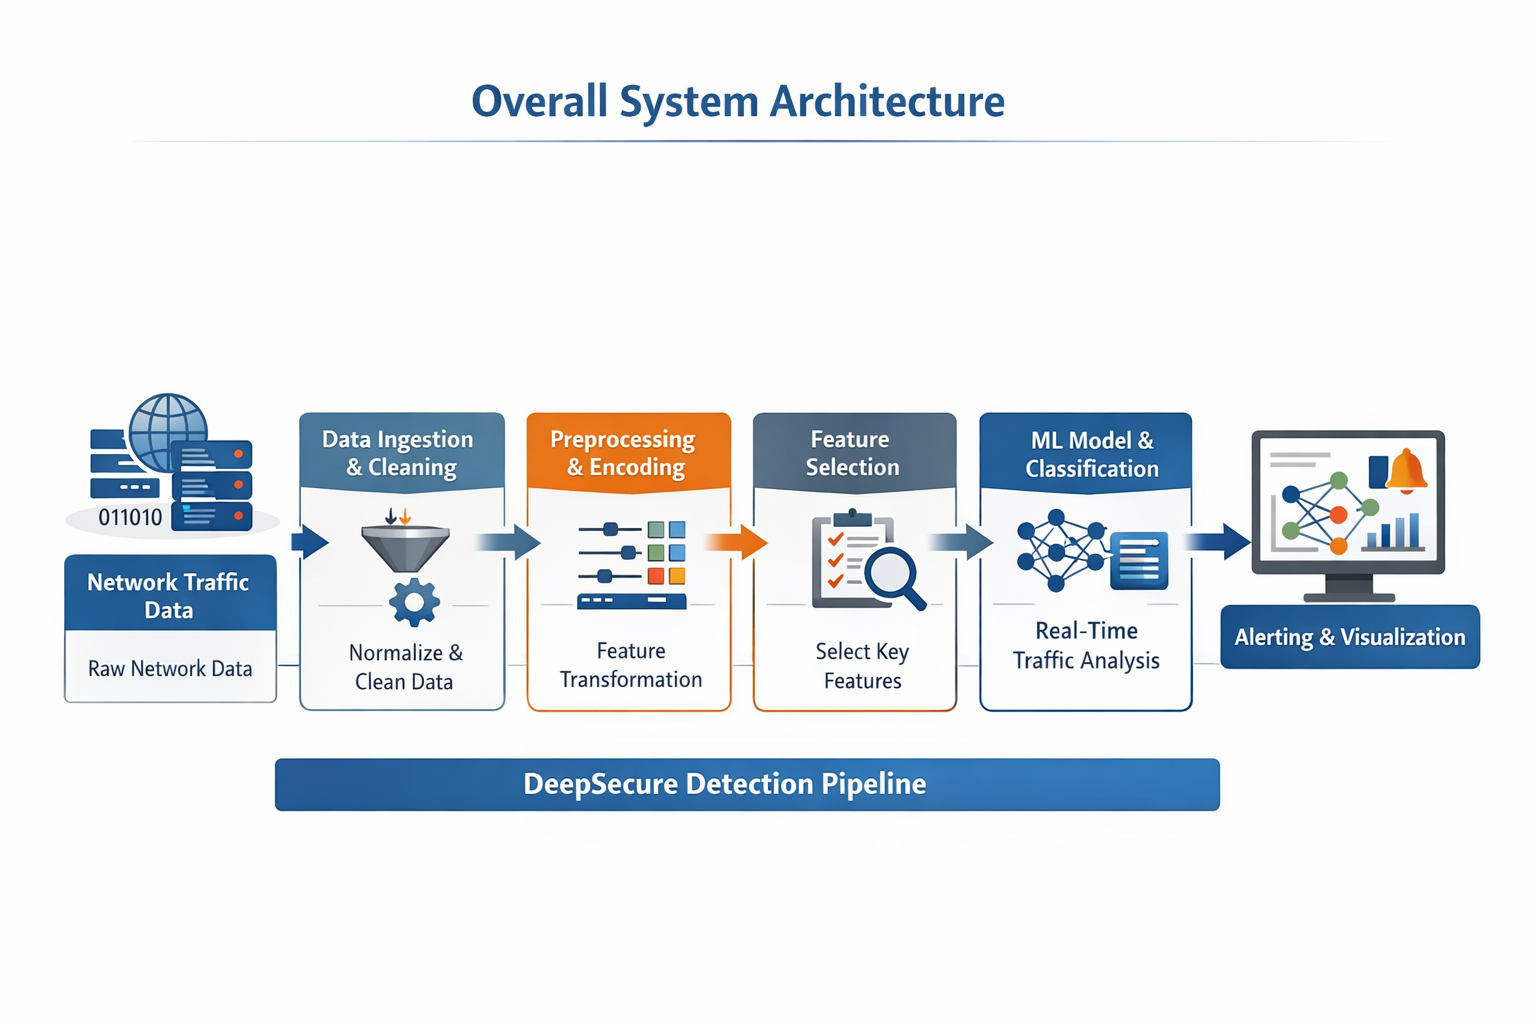 Overall System Architecture
011010
Network Traffic
Data
Raw Network Data
Data Ingestion
& Cleaning
Normalize &
Clean Data
Preprocessing
& Encoding
Feature
Transformation
Feature
Selection
Select Key
Features
ML Model &
Classification
Real-Time
Traffic Analysis
Alerting & Visualization
DeepSecure Detection Pipeline